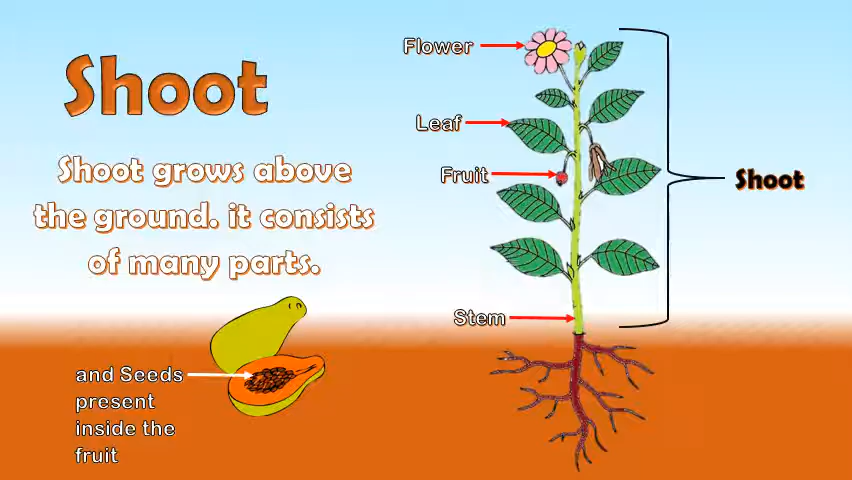 Shoot
Shoot grows above
the ground. it consists
of many parts.
and Seeds
present
inside the
fruit
Flower
Leaf
Fruit
Stem
Shoot